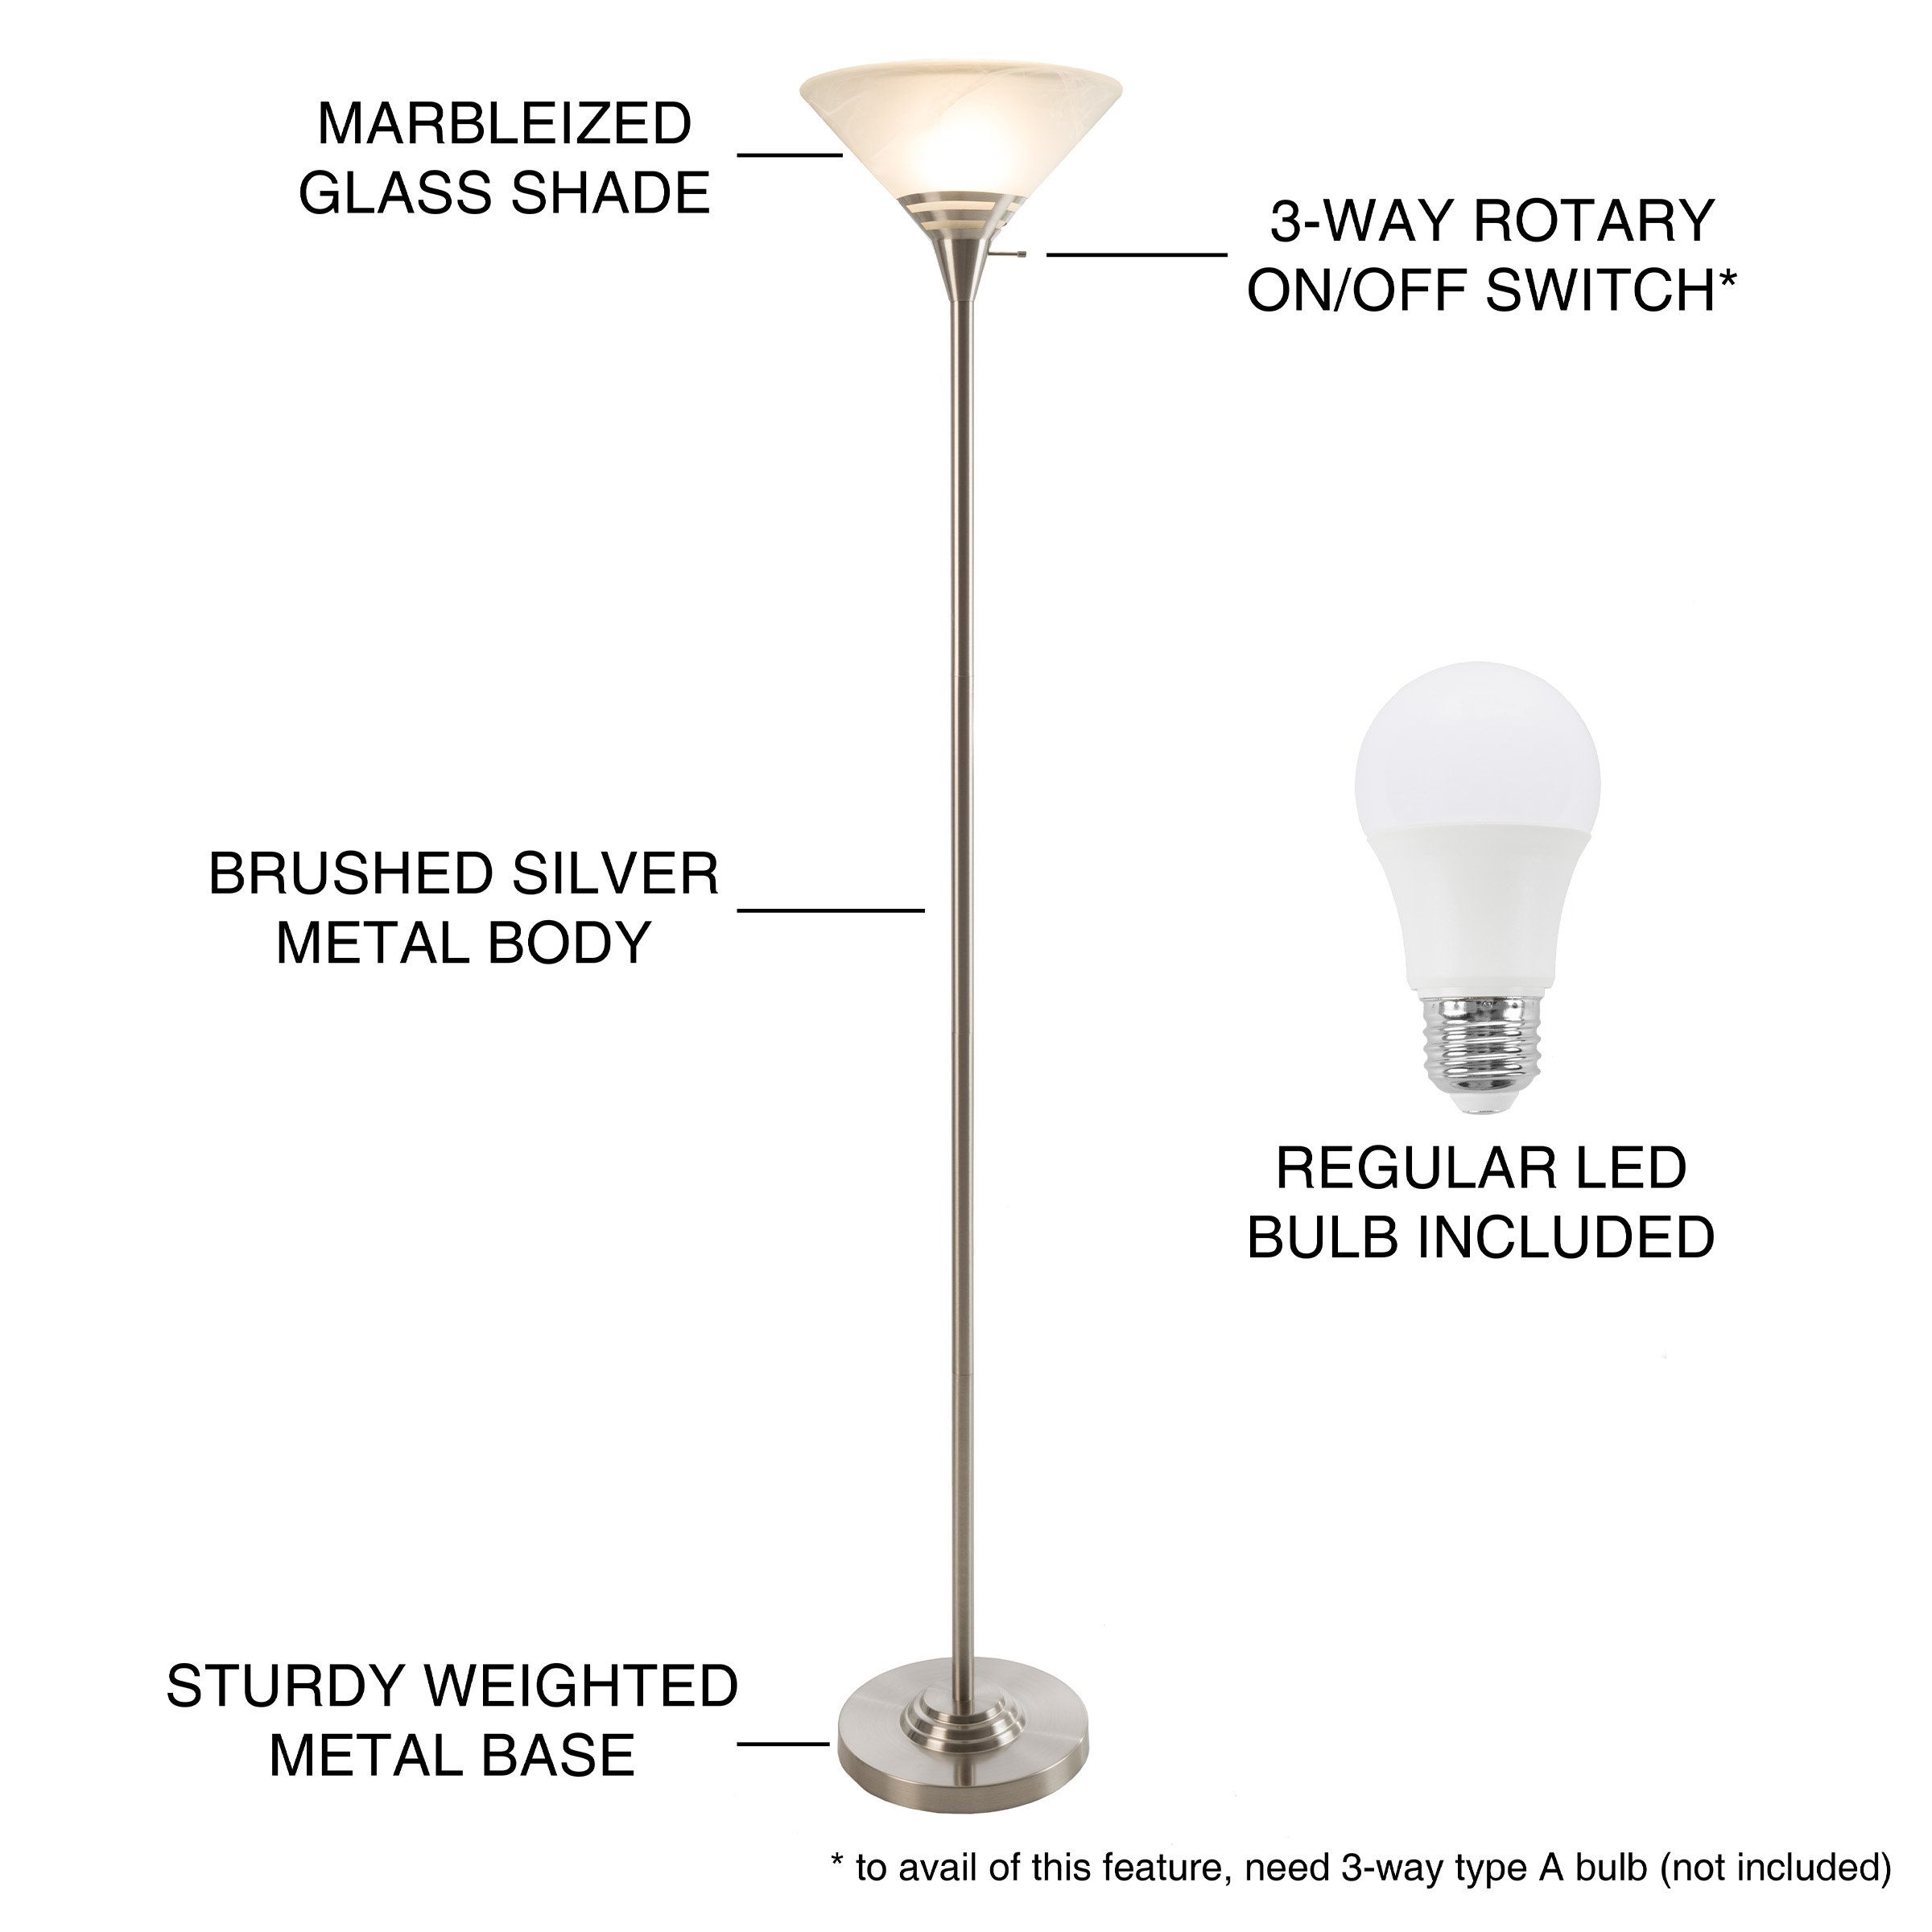 MARBLEIZED
GLASS SHADE
3-WAY ROTARY
ON/OFF SWITCH*
BRUSHED SILVER
METAL BODY
REGULAR LED
BULB INCLUDED
STURDY WEIGHTED
METAL BASE
* to avail of this feature, need 3-way type A bulb (not included)